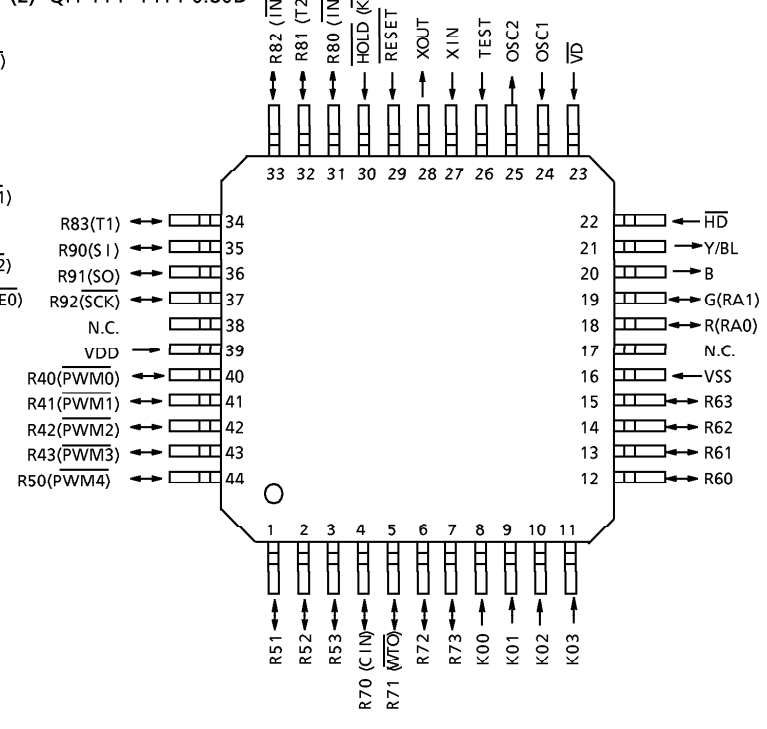 R82 (IN
R81 (T2
R80 (IN
HOLD (K
RESET
XOUT
XIN
TEST
OSC2
OSC1
VD
33 32 31 30 29 28 27 26 25 24 23
R83(T1) 34
R90(SI) 35
R91(SO) 36
R92(SCK) 37
N.C. 38
VDD 39
R40(PWM0) 40
R41(PWM1) 41
R42(PWM2) 42
R43(PWM3) 43
R50(PWM4) 44
22 HD
21 Y/BL
20 B
19 G(RA1)
18 R(RA0)
17 N.C.
16 VSS
15 R63
14 R62
13 R61
12 R60
1 2 3 4 5 6 7 8 9 10 11
R51
R52
R53
R70 (CIN)
R71 (WTO)
R72
R73
K00
K01
K02
K03
1)
2)
E0)